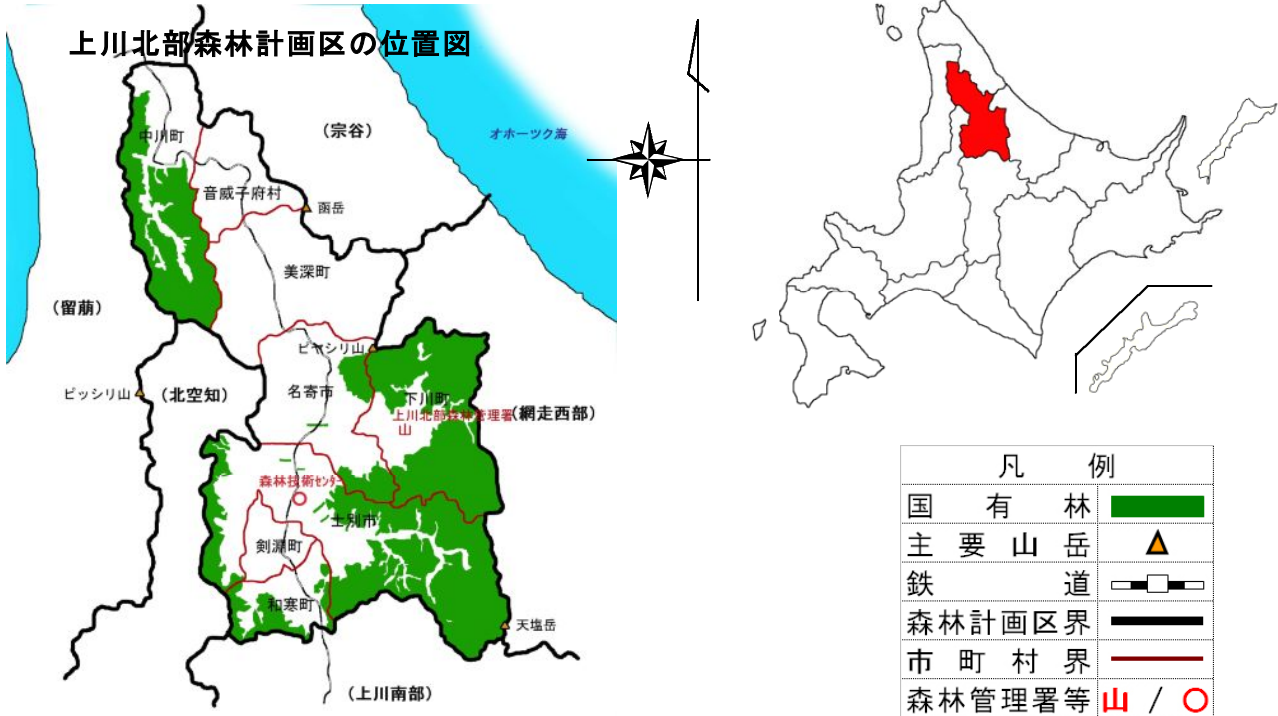 上川北部森林計画区の位置図
中川町
(宗谷)
オホーツク海
音威子府村
函岳
美深町
(留萠)
ピヤシリ山
ピッシリ山
(北空知)
名寄市
下川町
上川北部森林管理署
(網走西部)
山
森林技術センター
士別市
剣淵町
和寒町
天塩岳
(上川南部)
凡 例
国有林
主要山岳
鉄道
森林計画区界
市町村界
森林管理署等 山 / ○